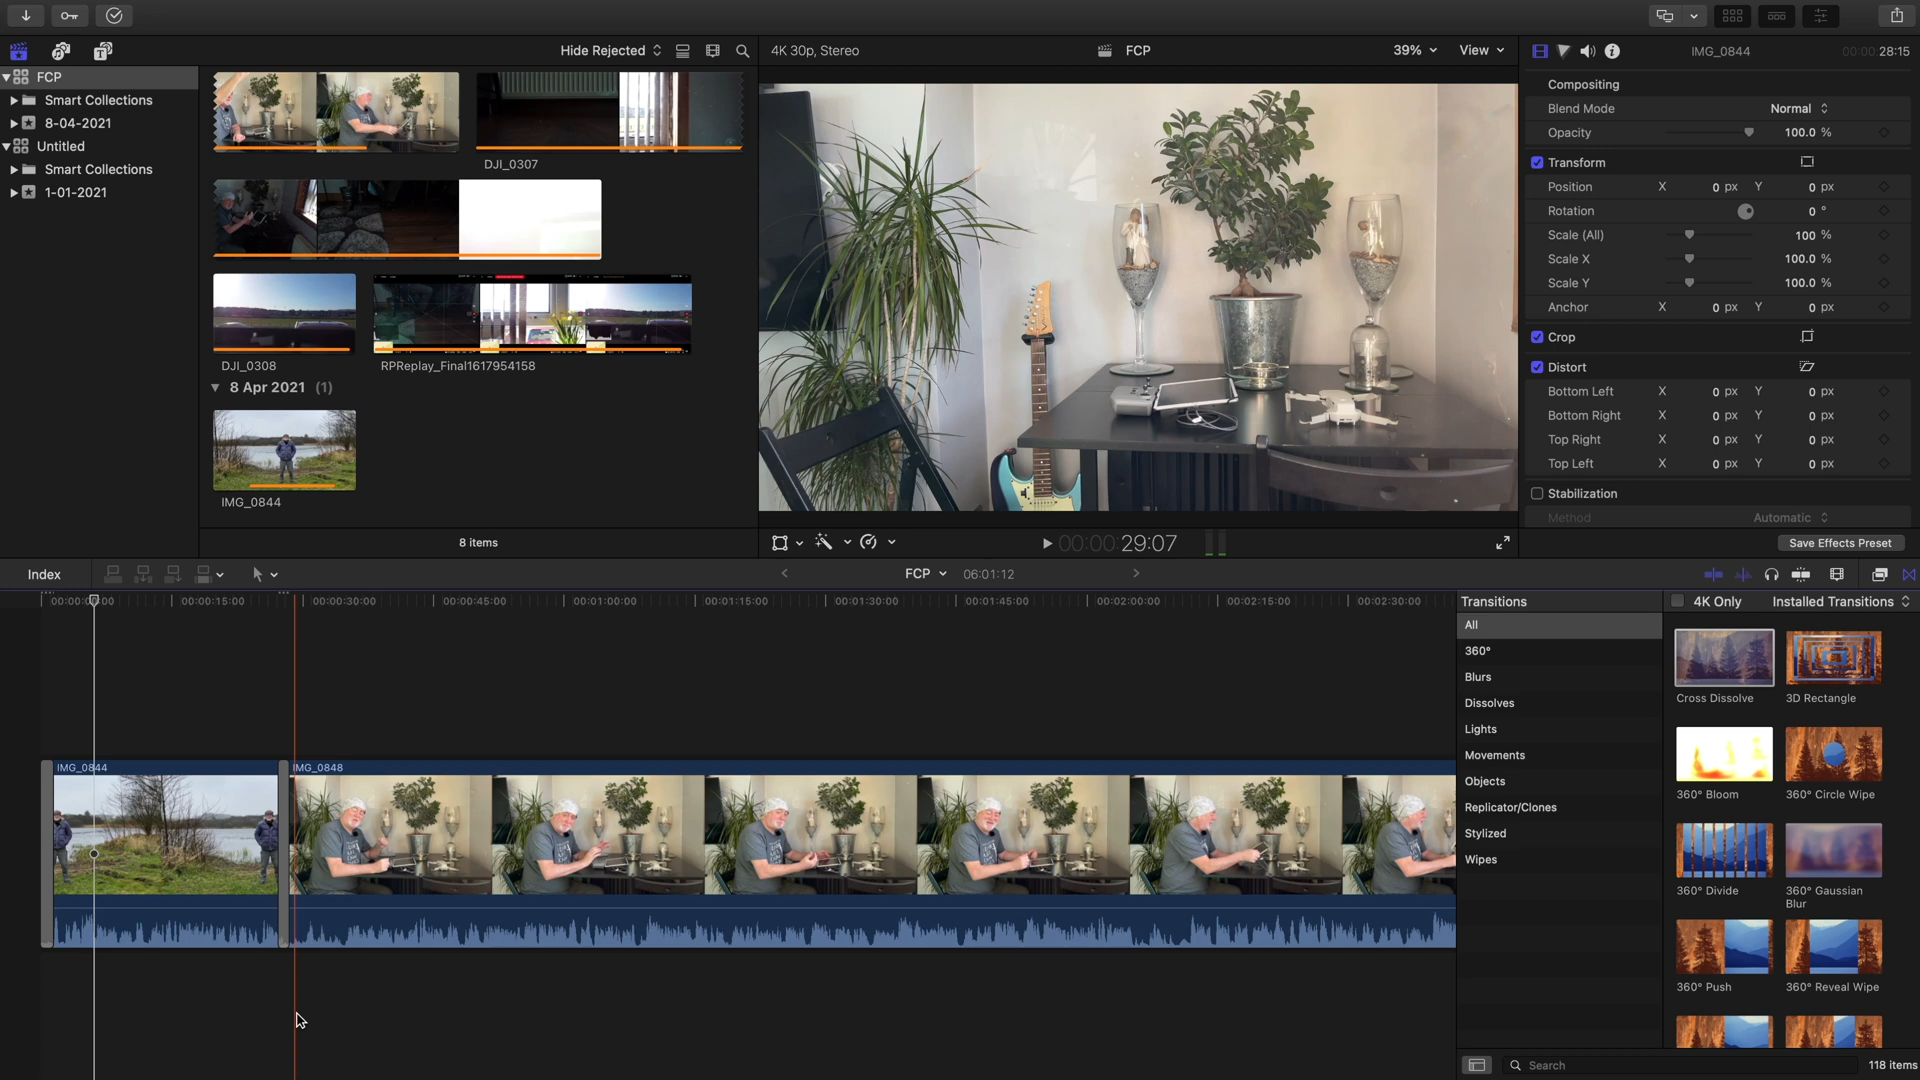 Hide Rejected
4K 30p, Stereo
FCP
39%
View
IMG_0844
00:00:28:15
FCP
Smart Collections
8-04-2021
Untitled
Smart Collections
1-01-2021
DJI_0307
DJI_0308
RPReplay_Final1617954158
8 Apr 2021 (1)
IMG_0844
8 items
00:00:29:07
Compositing
Blend Mode Normal
Opacity 100.0 %
Transform
Position X 0 px Y 0 px
Rotation 0 °
Scale (All) 100 %
Scale X 100.0 %
Scale Y 100.0 %
Anchor X 0 px Y 0 px
Crop
Distort
Bottom Left X 0 px Y 0 px
Bottom Right X 0 px Y 0 px
Top Right X 0 px Y 0 px
Top Left X 0 px Y 0 px
Stabilization
Method Automatic
Save Effects Preset
Index
FCP 06:01:12
00:00:00:00 00:00:15:00 00:00:30:00 00:00:45:00 00:01:00:00 00:01:15:00 00:01:30:00 00:01:45:00 00:02:00:00 00:02:15:00 00:02:30:00
IMG_0844
IMG_0848
Transitions
4K Only
Installed Transitions
All
360°
Blurs
Dissolves
Lights
Movements
Objects
Replicator/Clones
Stylized
Wipes
Cross Dissolve
3D Rectangle
360° Bloom
360° Circle Wipe
360° Divide
360° Gaussian
Blur
360° Push
360° Reveal Wipe
Search
118 items